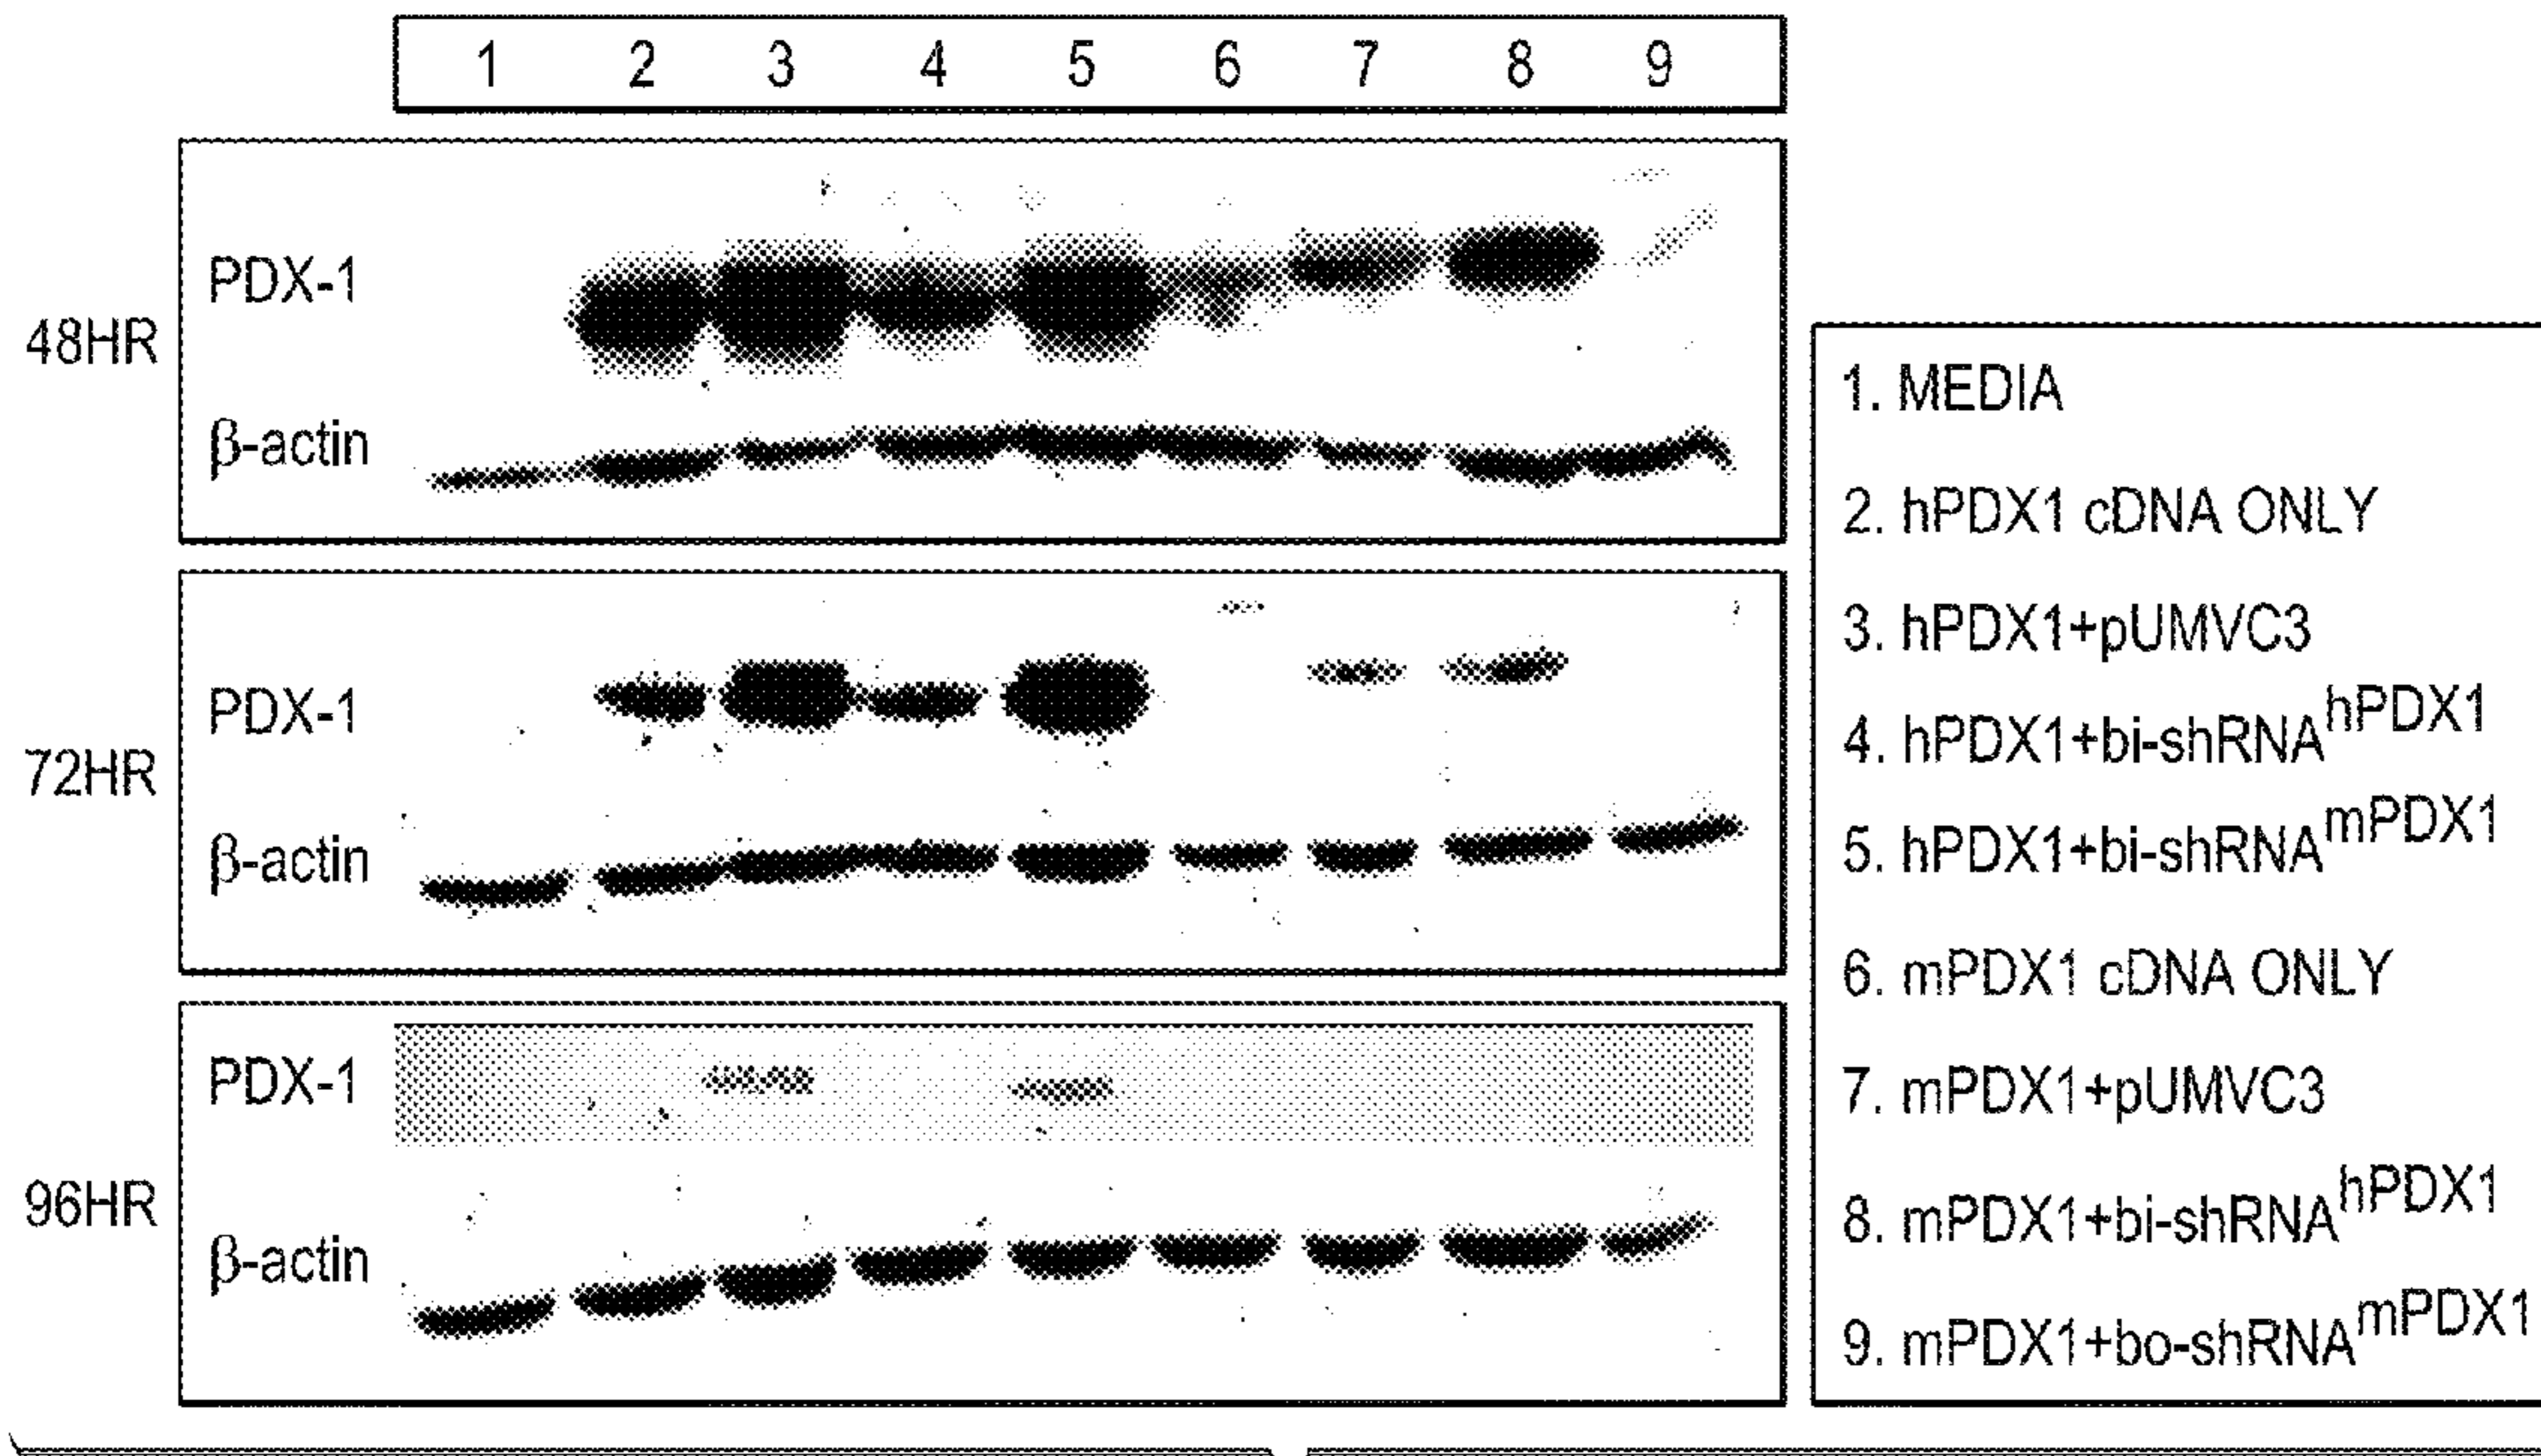 1 2 3 4 5 6 7 8 9
48HR
PDX-1
β-actin
72HR
PDX-1
β-actin
96HR
PDX-1
β-actin
1. MEDIA
2. hPDX1 cDNA ONLY
3. hPDX1+pUMVC3
4. hPDX1+bi-shRNA^hPDX1
5. hPDX1+bi-shRNA^mPDX1
6. mPDX1 cDNA ONLY
7. mPDX1+pUMVC3
8. mPDX1+bi-shRNA^hPDX1
9. mPDX1+bo-shRNA^mPDX1